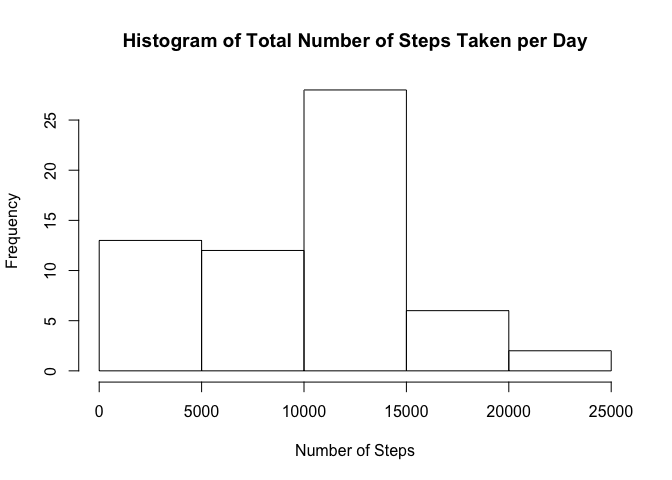 Histogram of Total Number of Steps Taken per Day
Frequency
25
20
15
10
5
0
0 5000 10000 15000 20000 25000
Number of Steps